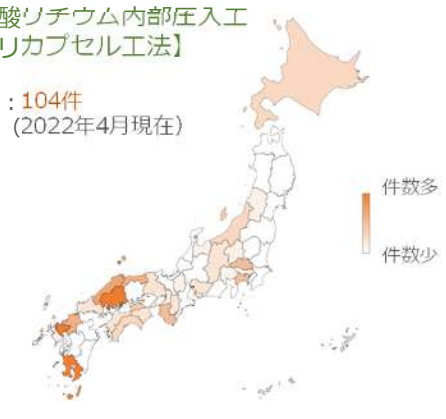 酸リチウム内部圧入工
リカプセル工法】
：104件
(2022年4月現在)
件数多
件数少